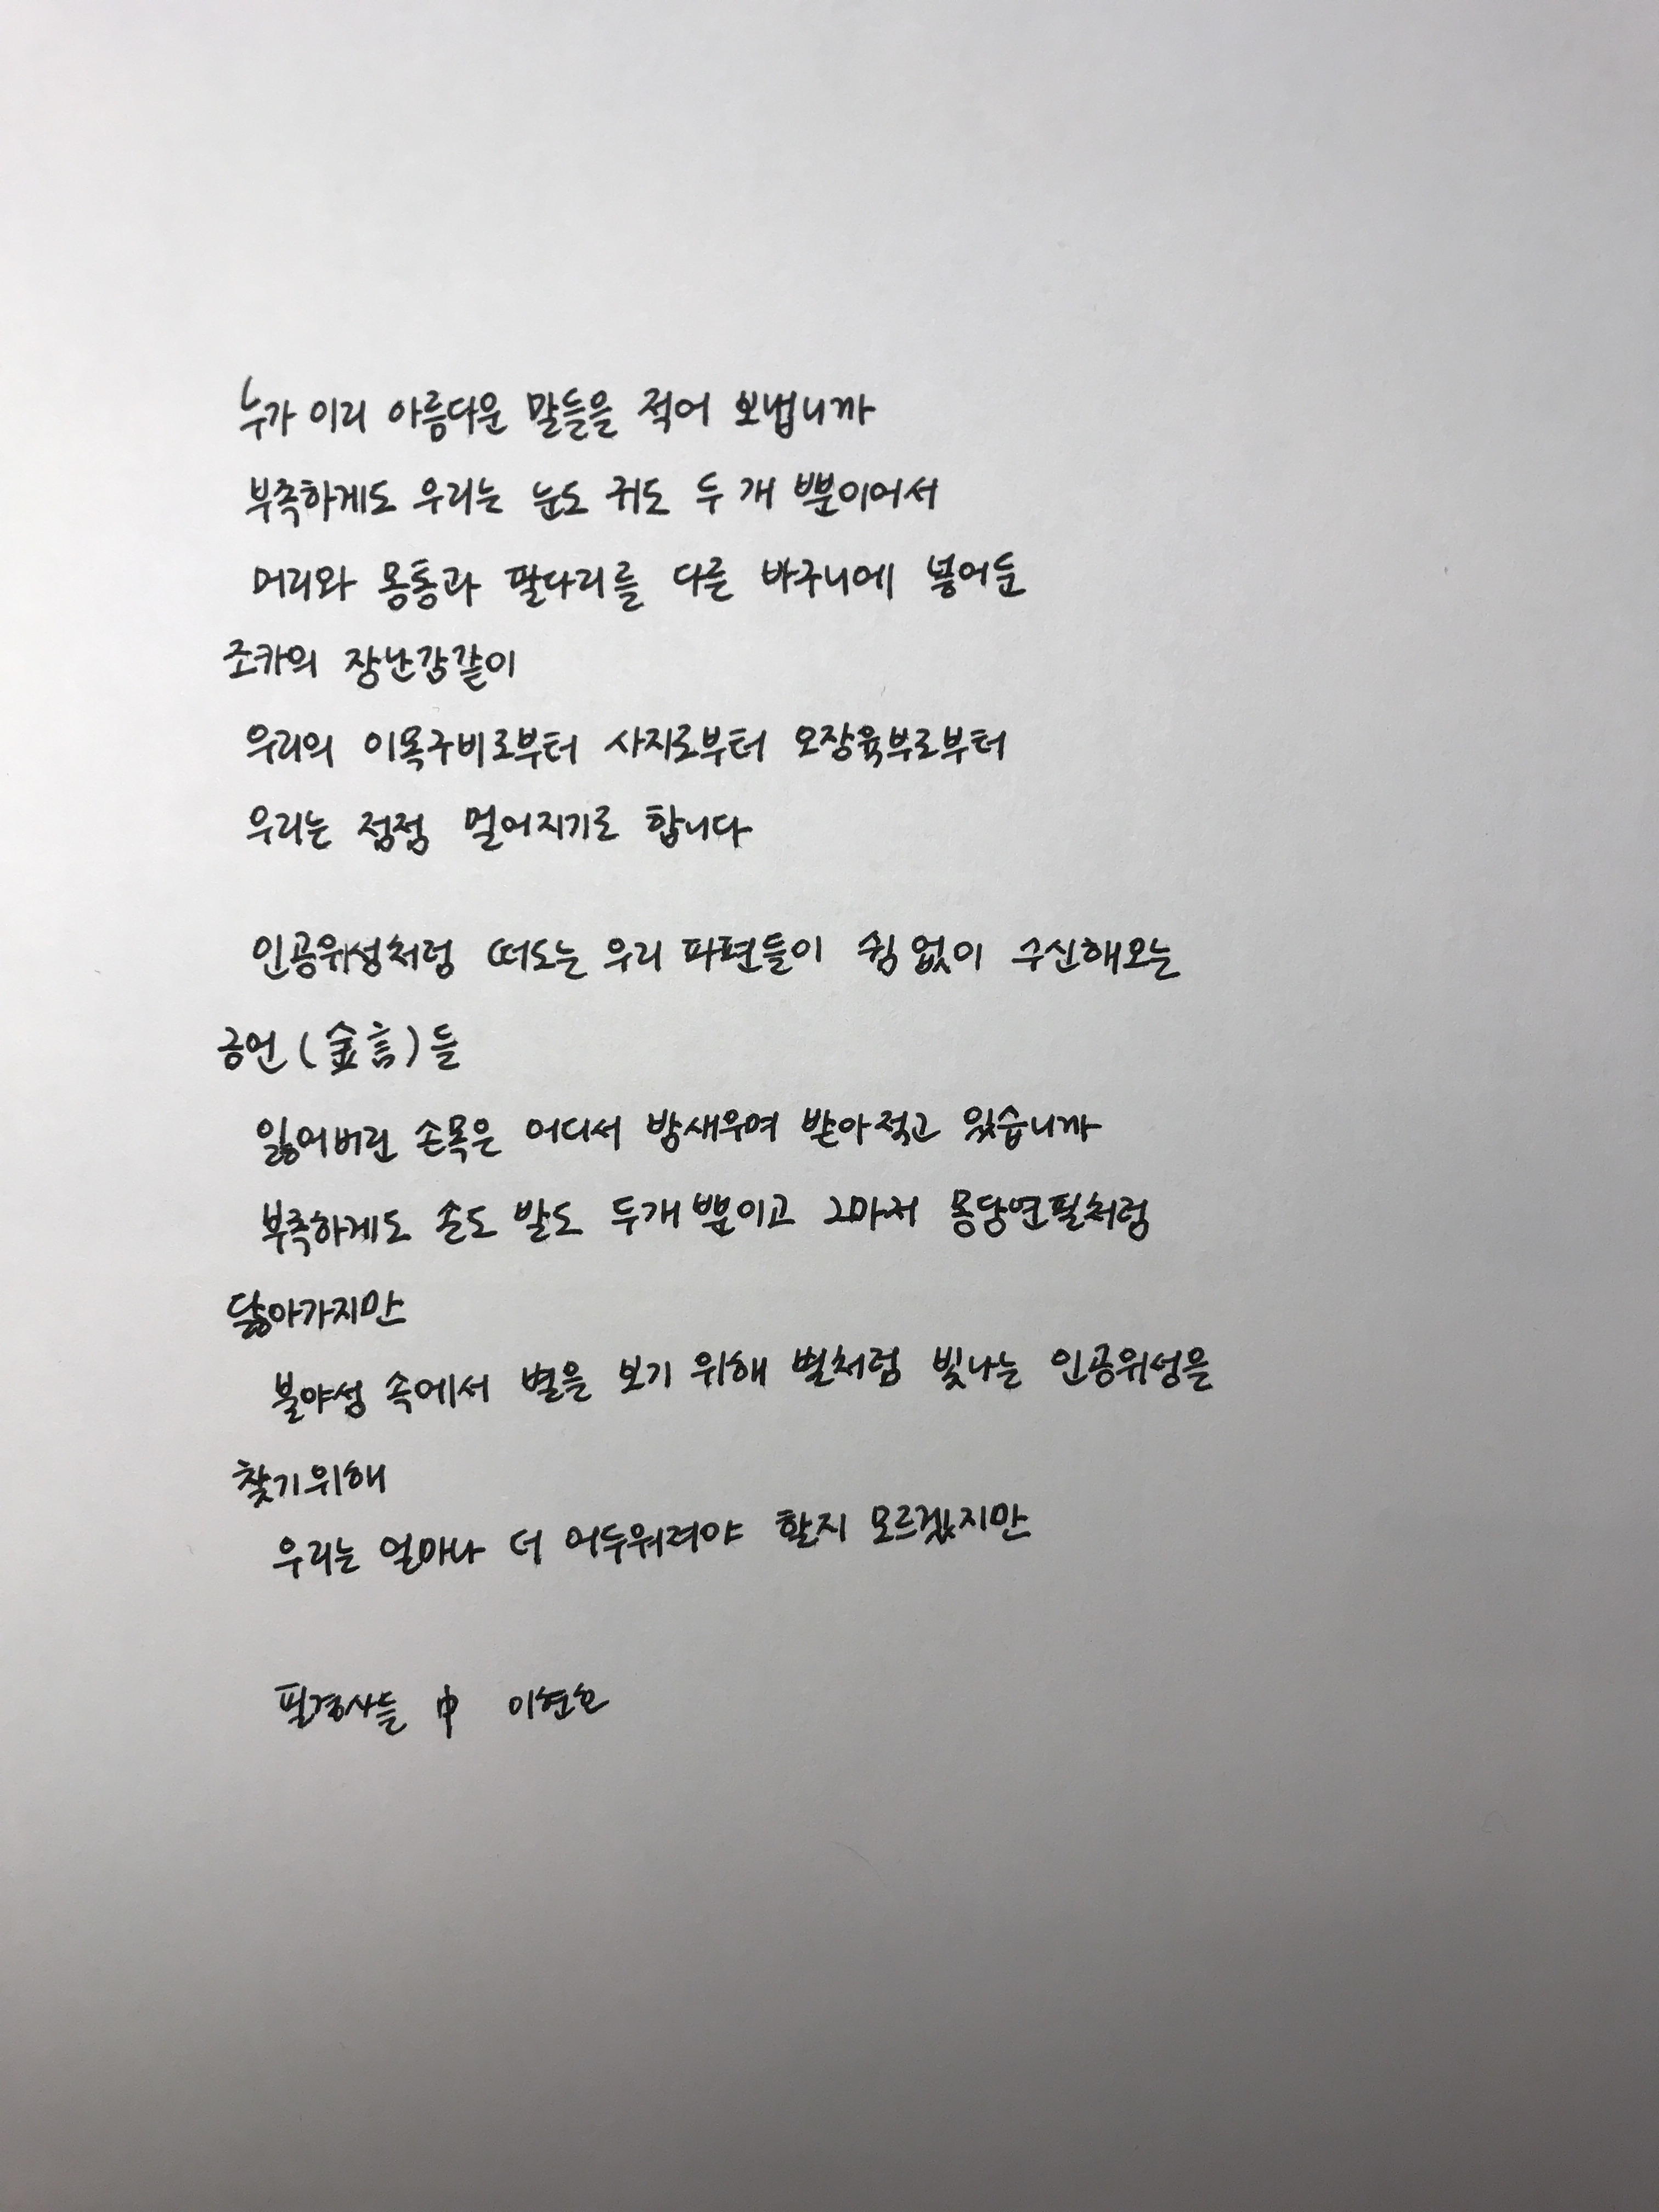 누가 이리 아름다운 말들을 적어 보냅니까
부족하게도 우리는 눈도 귀도 두 개 뿐이어서
머리와 몽통과 팔다리를 다른 바구니에 넣어둔
조카의 장난감같이
우리의 이목구비로부터 사지로부터 오장육부로부터
우리는 점점 멀어지기로 합니다
인공위성처럼 떠도는 우리 파편들이 쉼없이 수신해오는
금언(金言)들
잃어버린 손목은 어디서 밤새우며 받아적고 있습니까
부족하게도 손도 발도 두개 뿐이고 그마저 몽당연필처럼
닳아가지만
불야성 속에서 별을 보기 위해 별처럼 빛나는 인공위성을
찾기위해
우리는 얼마나 더 어두워려야 할지 모르겠지만
필경사들 中 이현호